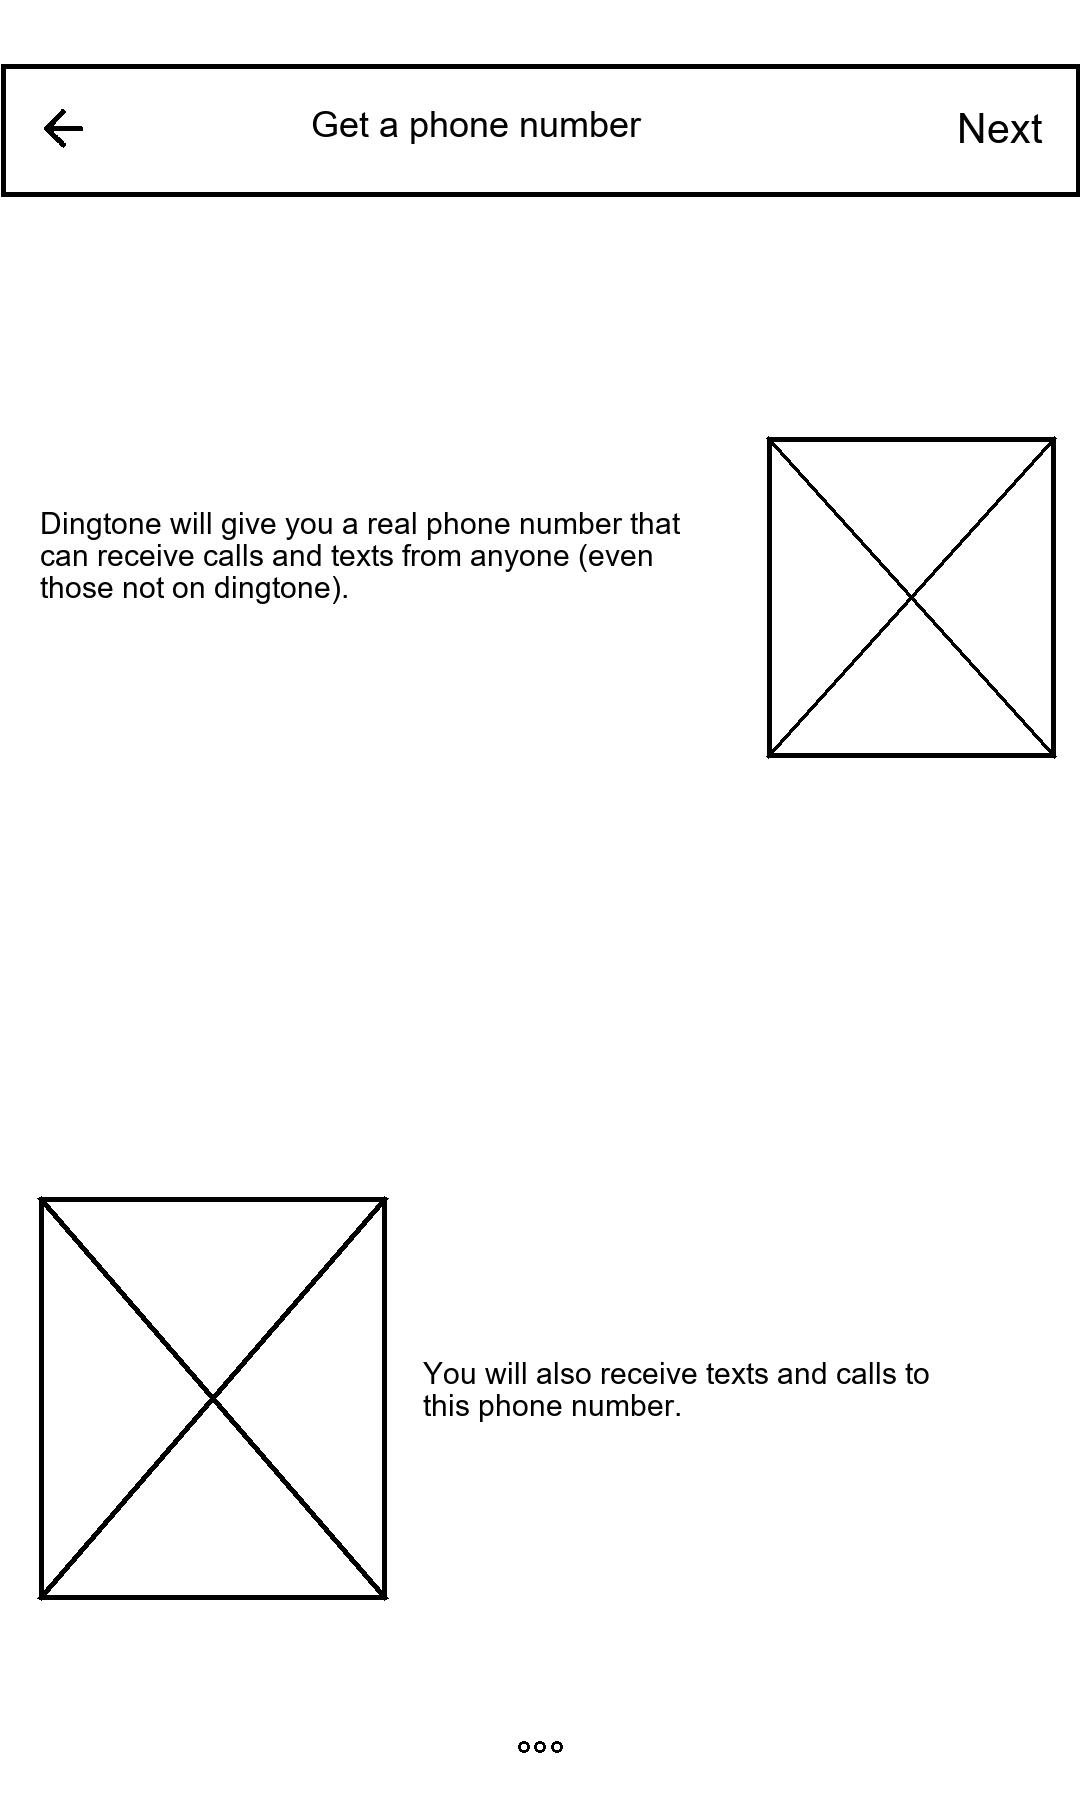 Get a phone number
Next
Dingtone will give you a real phone number that
can receive calls and texts from anyone (even
those not on dingtone).
You will also receive texts and calls to
this phone number.